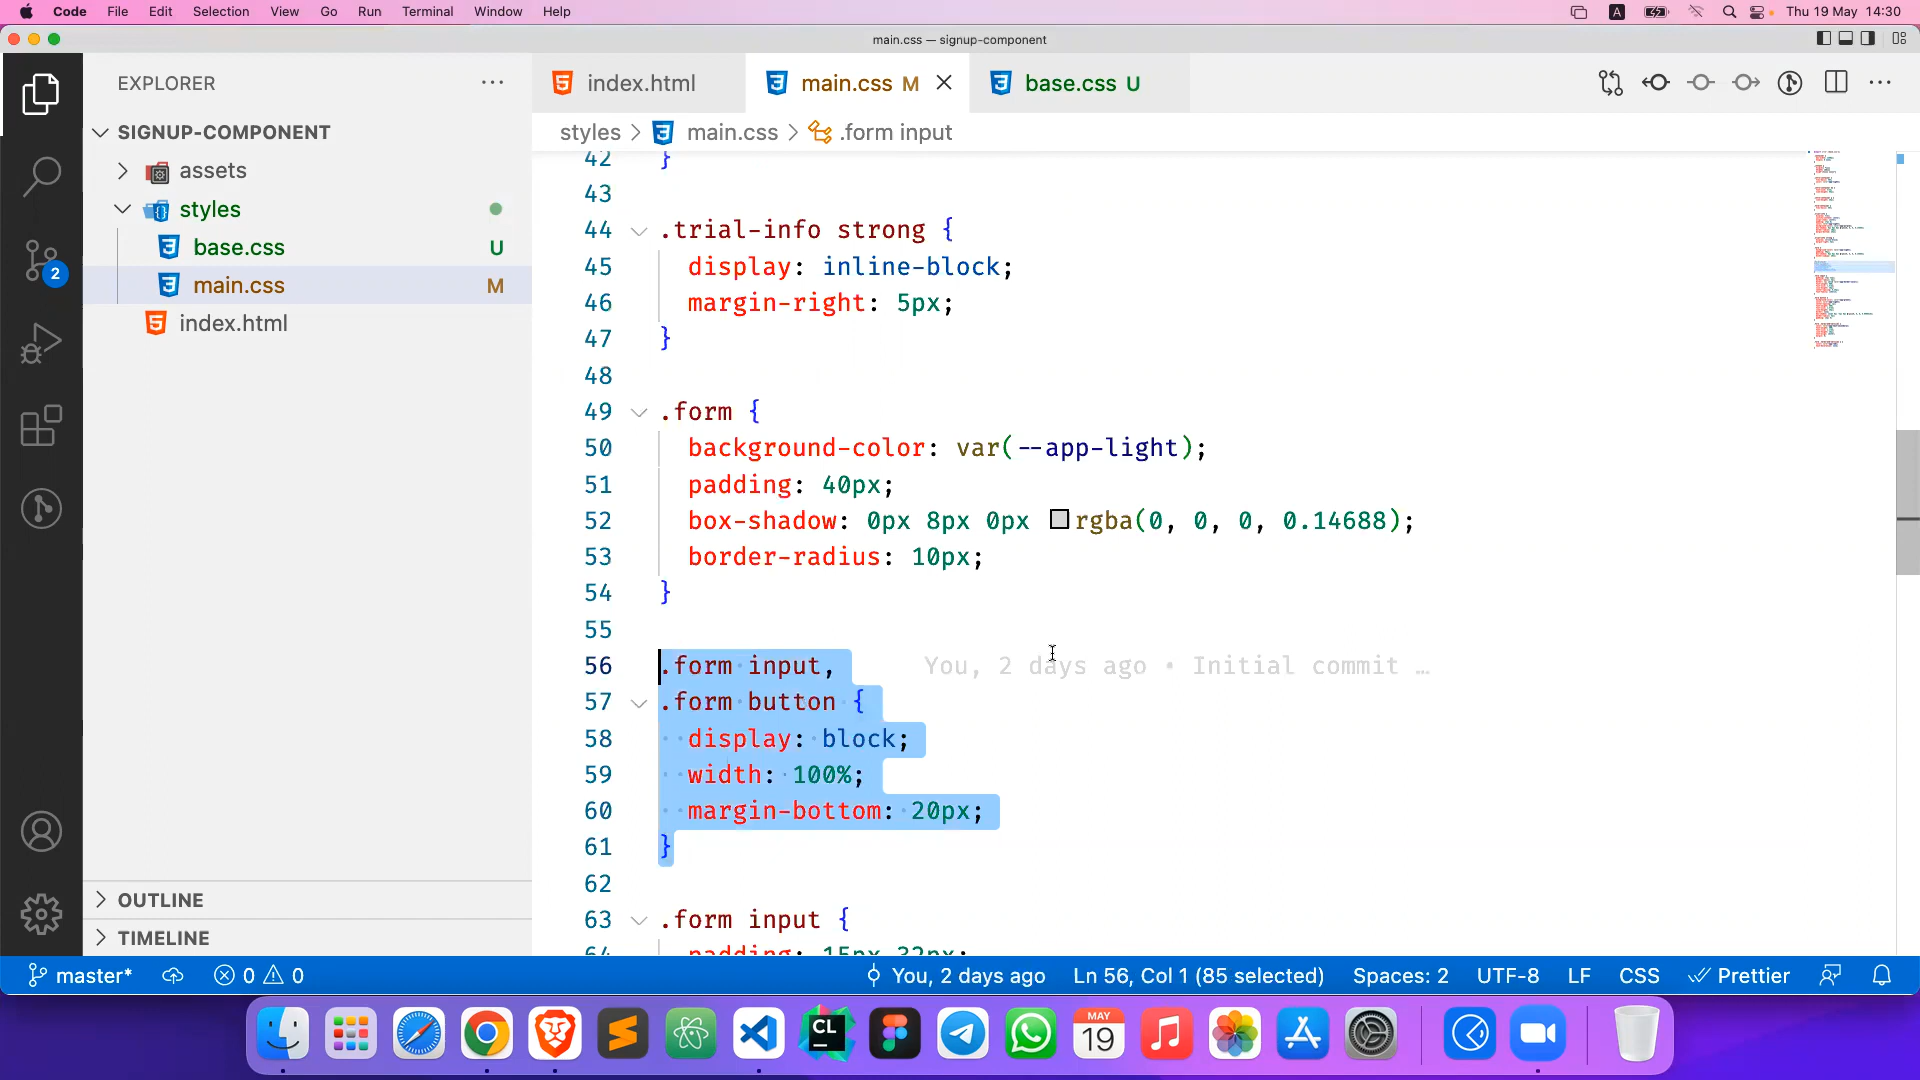 Code File Edit Selection View Go Run Terminal Window Help A Thu 19 May 14:30
main.css — signup-component
EXPLORER
index.html
main.css M
base.css U
SIGNUP-COMPONENT
assets
styles
base.css U
main.css M
index.html
OUTLINE
TIMELINE
styles > main.css > .form input
42 }
43
44 .trial-info strong {
45 display: inline-block;
46 margin-right: 5px;
47 }
48
49 .form {
50 background-color: var(--app-light);
51 padding: 40px;
52 box-shadow: 0px 8px 0px rgba(0, 0, 0, 0.14688);
53 border-radius: 10px;
54 }
55
56 .form input, You, 2 days ago • Initial commit …
57 .form button {
58 display: block;
59 width: 100%;
60 margin-bottom: 20px;
61 }
62
63 .form input {
64 padding: 15px 32px;
2
master* 0 0 You, 2 days ago Ln 56, Col 1 (85 selected) Spaces: 2 UTF-8 LF CSS Prettier
CL
MAY
19